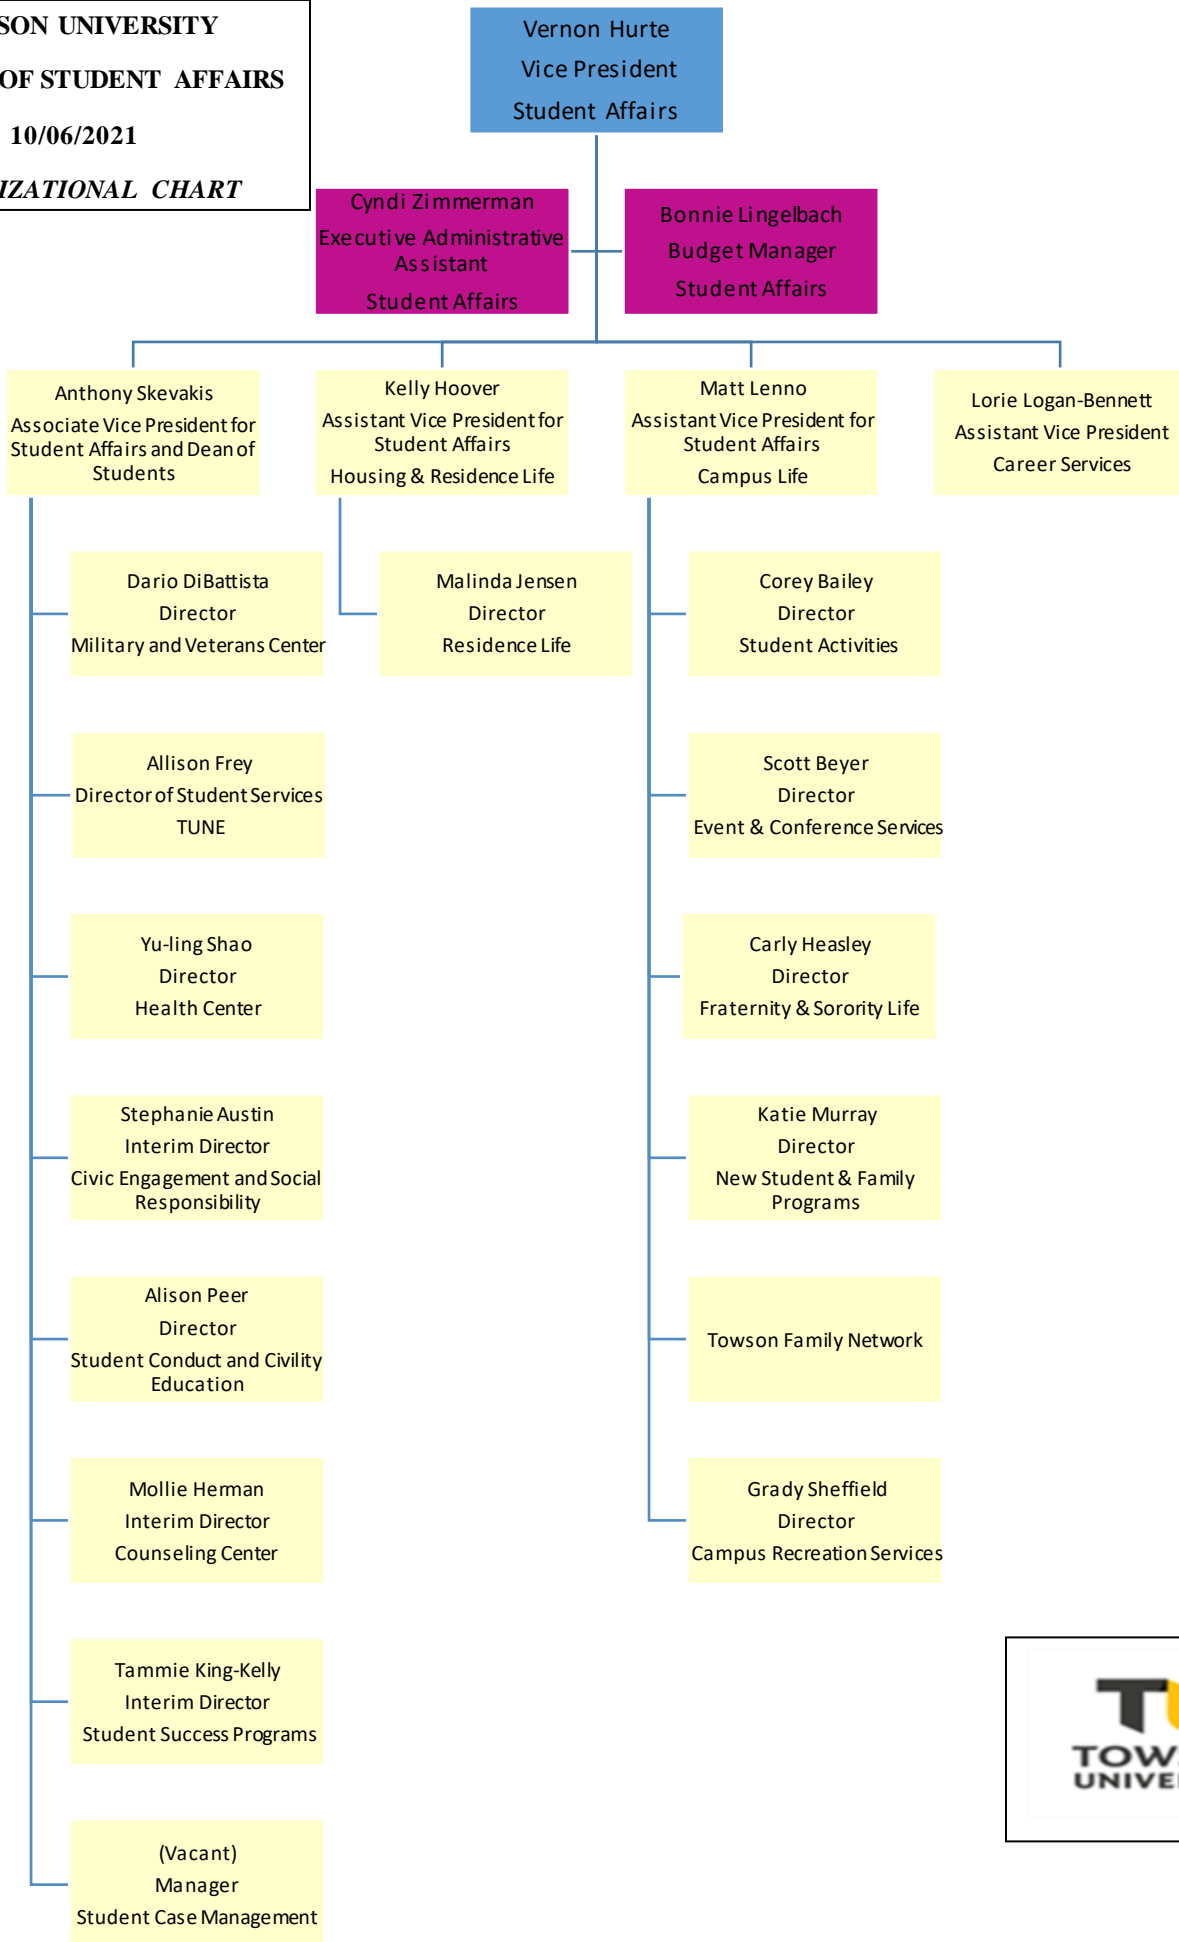 SON UNIVERSITY
OF STUDENT AFFAIRS
10/06/2021
IZATIONAL CHART
Vernon Hurte
Vice President
Student Affairs
Cyndi Zimmerman
Executive Administrative
Assistant
Student Affairs
Bonnie Lingelbach
Budget Manager
Student Affairs
Anthony Skevakis
Associate Vice President for
Student Affairs and Dean of
Students
Kelly Hoover
Assistant Vice President for
Student Affairs
Housing & Residence Life
Matt Lenno
Assistant Vice President for
Student Affairs
Campus Life
Lorie Logan-Bennett
Assistant Vice President
Career Services
Dario DiBattista
Director
Military and Veterans Center
Allison Frey
Director of Student Services
TUNE
Yu-ling Shao
Director
Health Center
Stephanie Austin
Interim Director
Civic Engagement and Social
Responsibility
Alison Peer
Director
Student Conduct and Civility
Education
Mollie Herman
Interim Director
Counseling Center
Tammie King-Kelly
Interim Director
Student Success Programs
(Vacant)
Manager
Student Case Management
Malinda Jensen
Director
Residence Life
Corey Bailey
Director
Student Activities
Scott Beyer
Director
Event & Conference Services
Carly Heasley
Director
Fraternity & Sorority Life
Katie Murray
Director
New Student & Family
Programs
Towson Family Network
Grady Sheffield
Director
Campus Recreation Services
TU
TOW
UNIVE